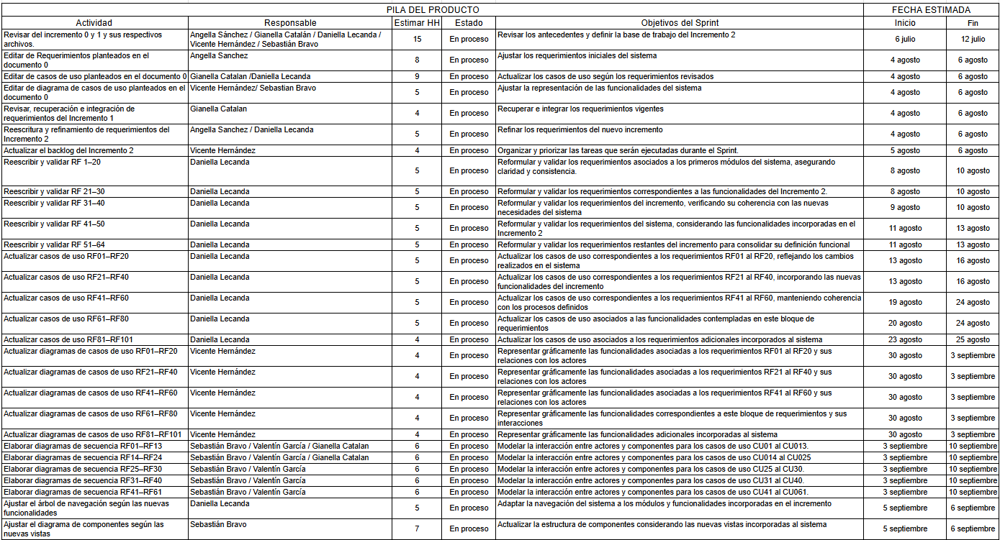 PILA DEL PRODUCTO FECHA ESTIMADA
Actividad Responsable Estimar HH Estado Objetivos del Sprint Inicio Fin
Revisar del incremento 0 y 1 y sus respectivos archivos. Angella Sánchez / Gianella Catalán / Daniella Lecanda / Vicente Hernández / Sebastián Bravo 15 En proceso Revisar los antecedentes y definir la base de trabajo del Incremento 2 6 julio 12 julio
Editar de Requerimientos planteados en el documento 0 Angella Sanchez 8 En proceso Ajustar los requerimientos iniciales del sistema 4 agosto 6 agosto
Editar de casos de uso planteados en el documento 0 Gianella Catalan /Daniella Lecanda 9 En proceso Actualizar los casos de uso según los requerimientos revisados 4 agosto 6 agosto
Editar de diagrama de casos de uso planteados en el documento 0 Vicente Hernández/ Sebastian Bravo 5 En proceso Ajustar la representación de las funcionalidades del sistema 4 agosto 6 agosto
Revisar, recuperación e integración de requerimientos del Incremento 1 Gianella Catalan 4 En proceso Recuperar e integrar los requerimientos vigentes 4 agosto 6 agosto
Reescritura y refinamiento de requerimientos del Incremento 2 Angella Sanchez / Daniella Lecanda 5 En proceso Refinar los requerimientos del nuevo incremento 4 agosto 6 agosto
Actualizar el backlog del Incremento 2 Vicente Hernández 4 En proceso Organizar y priorizar las tareas que serán ejecutadas durante el Sprint. 5 agosto 6 agosto
Reescribir y validar RF 1–20 Daniella Lecanda 5 En proceso Reformular y validar los requerimientos asociados a los primeros módulos del sistema, asegurando claridad y consistencia. 8 agosto 10 agosto
Reescribir y validar RF 21–30 Daniella Lecanda 5 En proceso Reformular y validar los requerimientos correspondientes a las funcionalidades del Incremento 2. 8 agosto 10 agosto
Reescribir y validar RF 31–40 Daniella Lecanda 5 En proceso Reformular y validar los requerimientos del incremento, verificando su coherencia con las nuevas necesidades del sistema 9 agosto 10 agosto
Reescribir y validar RF 41–50 Daniella Lecanda 5 En proceso Reformular y validar los requerimientos del sistema, considerando las funcionalidades incorporadas en el Incremento 2 11 agosto 13 agosto
Reescribir y validar RF 51–64 Daniella Lecanda 5 En proceso Reformular y validar los requerimientos restantes del incremento para consolidar su definición funcional 11 agosto 13 agosto
Actualizar casos de uso RF01–RF20 Daniella Lecanda 5 En proceso Actualizar los casos de uso correspondientes a los requerimientos RF01 al RF20, reflejando los cambios realizados en el sistema 13 agosto 16 agosto
Actualizar casos de uso RF21–RF40 Daniella Lecanda 5 En proceso Actualizar los casos de uso correspondientes a los requerimientos RF21 al RF40, incorporando las nuevas funcionalidades del incremento 13 agosto 16 agosto
Actualizar casos de uso RF41–RF60 Daniella Lecanda 5 En proceso Actualizar los casos de uso correspondientes a los requerimientos RF41 al RF60, manteniendo coherencia con los procesos definidos 19 agosto 24 agosto
Actualizar casos de uso RF61–RF80 Daniella Lecanda 5 En proceso Actualizar los casos de uso asociados a las funcionalidades contempladas en este bloque de requerimientos 20 agosto 24 agosto
Actualizar casos de uso RF81–RF101 Daniella Lecanda 4 En proceso Actualizar los casos de uso asociados a los requerimientos adicionales incorporados al sistema 23 agosto 25 agosto
Actualizar diagramas de casos de uso RF01–RF20 Vicente Hernández 4 En proceso Representar gráficamente las funcionalidades asociadas a los requerimientos RF01 al RF20 y sus relaciones con los actores 30 agosto 3 septiembre
Actualizar diagramas de casos de uso RF21–RF40 Vicente Hernández 4 En proceso Representar gráficamente las funcionalidades asociadas a los requerimientos RF21 al RF40 y sus relaciones con los actores 30 agosto 3 septiembre
Actualizar diagramas de casos de uso RF41–RF60 Vicente Hernández 4 En proceso Representar gráficamente las funcionalidades asociadas a los requerimientos RF41 al RF60 y sus relaciones con los actores 30 agosto 3 septiembre
Actualizar diagramas de casos de uso RF61–RF80 Vicente Hernández 4 En proceso Representar gráficamente las funcionalidades correspondientes a este bloque de requerimientos y sus interacciones 30 agosto 3 septiembre
Actualizar diagramas de casos de uso RF81–RF101 Vicente Hernández 4 En proceso Representar gráficamente las funcionalidades adicionales incorporadas al sistema 30 agosto 3 septiembre
Elaborar diagramas de secuencia RF01–RF13 Sebastián Bravo / Valentín García / Gianella Catalan 6 En proceso Modelar la interacción entre actores y componentes para los casos de uso CU01 al CU013. 3 septiembre 10 septiembre
Elaborar diagramas de secuencia RF14–RF24 Sebastián Bravo / Valentín García / Gianella Catalan 6 En proceso Modelar la interacción entre actores y componentes para los casos de uso CU014 al CU025 3 septiembre 10 septiembre
Elaborar diagramas de secuencia RF25–RF30 Sebastián Bravo / Valentín García 6 En proceso Modelar la interacción entre actores y componentes para los casos de uso CU25 al CU30. 3 septiembre 10 septiembre
Elaborar diagramas de secuencia RF31–RF40 Sebastián Bravo / Valentín García 6 En proceso Modelar la interacción entre actores y componentes para los casos de uso CU31 al CU40. 3 septiembre 10 septiembre
Elaborar diagramas de secuencia RF41–RF61 Sebastián Bravo / Valentín García 6 En proceso Modelar la interacción entre actores y componentes para los casos de uso CU41 al CU061. 3 septiembre 10 septiembre
Ajustar el árbol de navegación según las nuevas funcionalidades Daniella Lecanda 5 En proceso Adaptar la navegación del sistema a los módulos y funcionalidades incorporadas en el incremento 5 septiembre 6 septiembre
Ajustar el diagrama de componentes según las nuevas vistas Sebastián Bravo 7 En proceso Actualizar la estructura de componentes considerando las nuevas vistas incorporadas al sistema 5 septiembre 6 septiembre